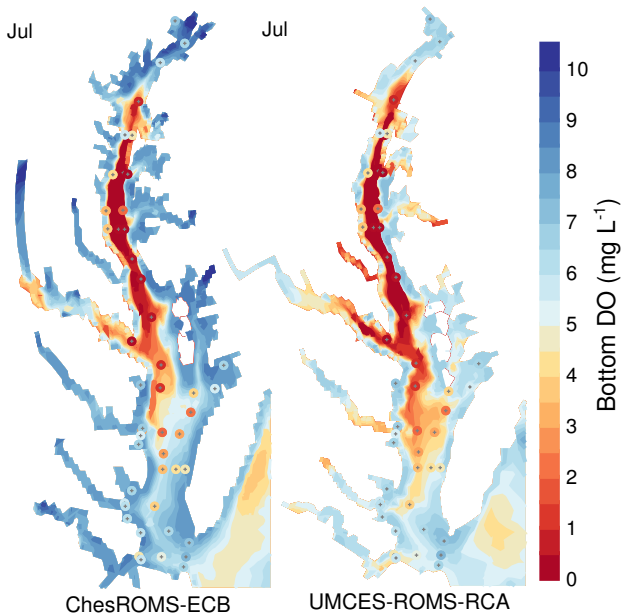 Jul
Jul
10
9
8
7
6
5
4
3
2
1
0
Bottom DO (mg L⁻¹)
ChesROMS-ECB
UMCES-ROMS-RCA